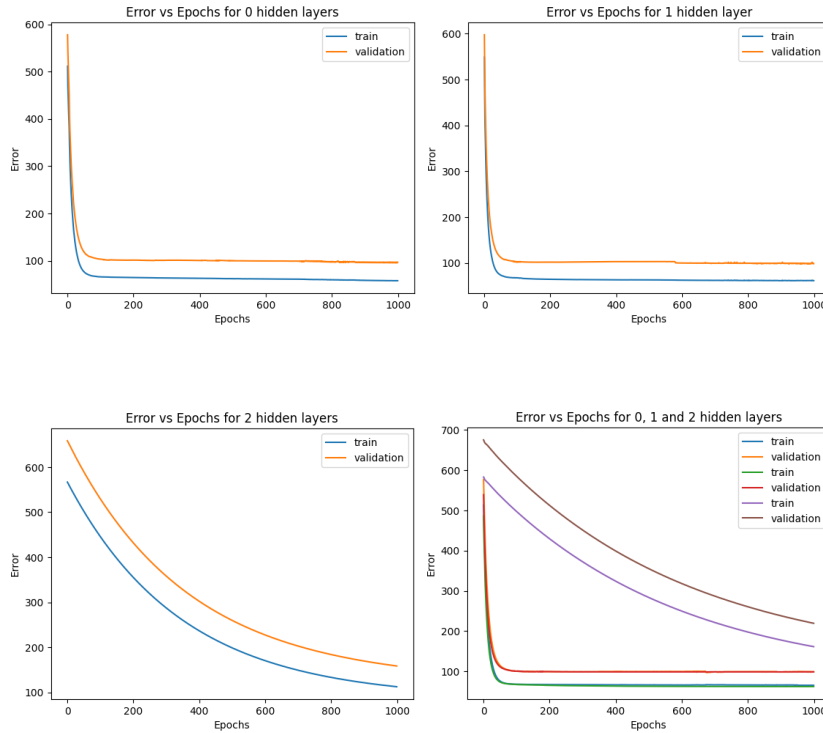 Error vs Epochs for 0 hidden layers
600
500
400
300
200
100
Error
0
200
400
600
800
1000
Epochs
train
validation
Error vs Epochs for 1 hidden layer
600
500
400
300
200
100
Error
0
200
400
600
800
1000
Epochs
train
validation
Error vs Epochs for 2 hidden layers
600
500
400
300
200
100
Error
0
200
400
600
800
1000
Epochs
train
validation
Error vs Epochs for 0, 1 and 2 hidden layers
700
600
500
400
300
200
100
Error
0
200
400
600
800
1000
Epochs
train
validation
train
validation
train
validation